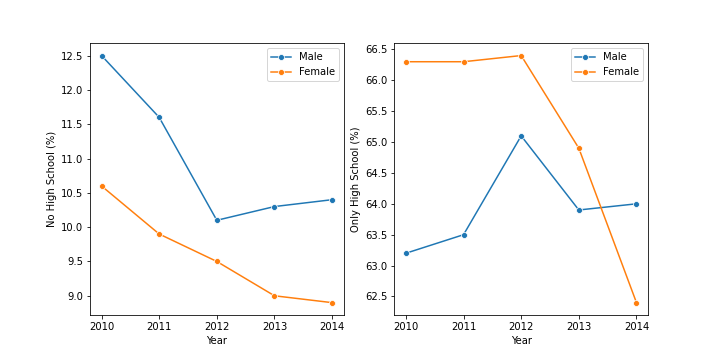 No High School (%)
12.5
12.0
11.5
11.0
10.5
10.0
9.5
9.0
2010 2011 2012 2013 2014
Year
Male
Female
Only High School (%)
66.5
66.0
65.5
65.0
64.5
64.0
63.5
63.0
62.5
2010 2011 2012 2013 2014
Year
Male
Female